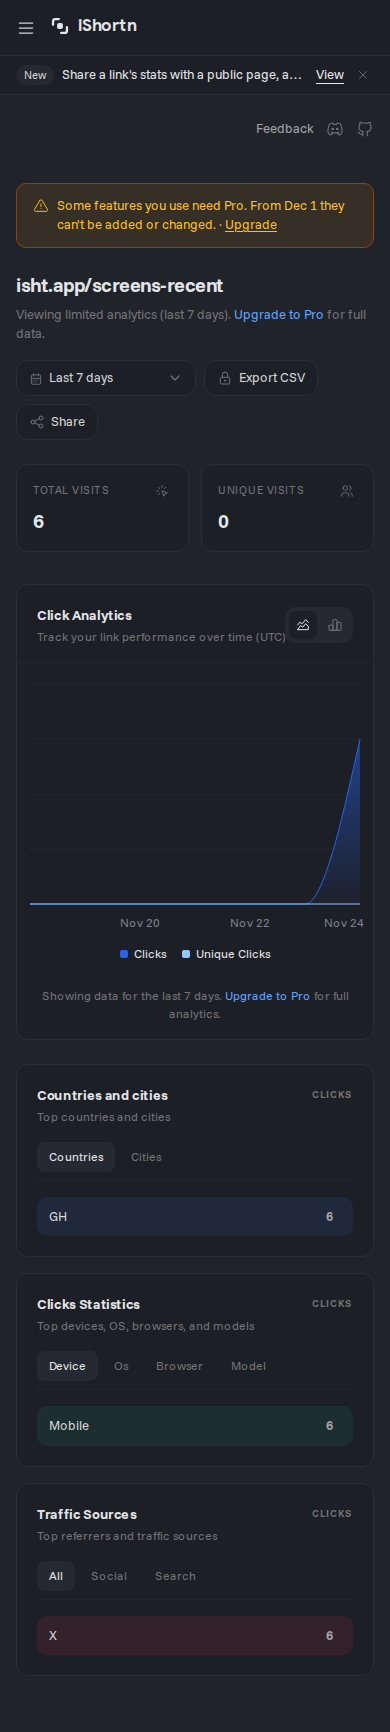 iShortn
New Share a link's stats with a public page, a... View
Feedback
Some features you use need Pro. From Dec 1 they
can't be added or changed. · Upgrade
isht.app/screens-recent
Viewing limited analytics (last 7 days). Upgrade to Pro for full
data.
Last 7 days Export CSV
Share
TOTAL VISITS UNIQUE VISITS
6 0
Click Analytics
Track your link performance over time (UTC)
Nov 20 Nov 22 Nov 24
Clicks Unique Clicks
Showing data for the last 7 days. Upgrade to Pro for full
analytics.
Countries and cities CLICKS
Top countries and cities
Countries Cities
GH 6
Clicks Statistics CLICKS
Top devices, OS, browsers, and models
Device Os Browser Model
Mobile 6
Traffic Sources CLICKS
Top referrers and traffic sources
All Social Search
X 6